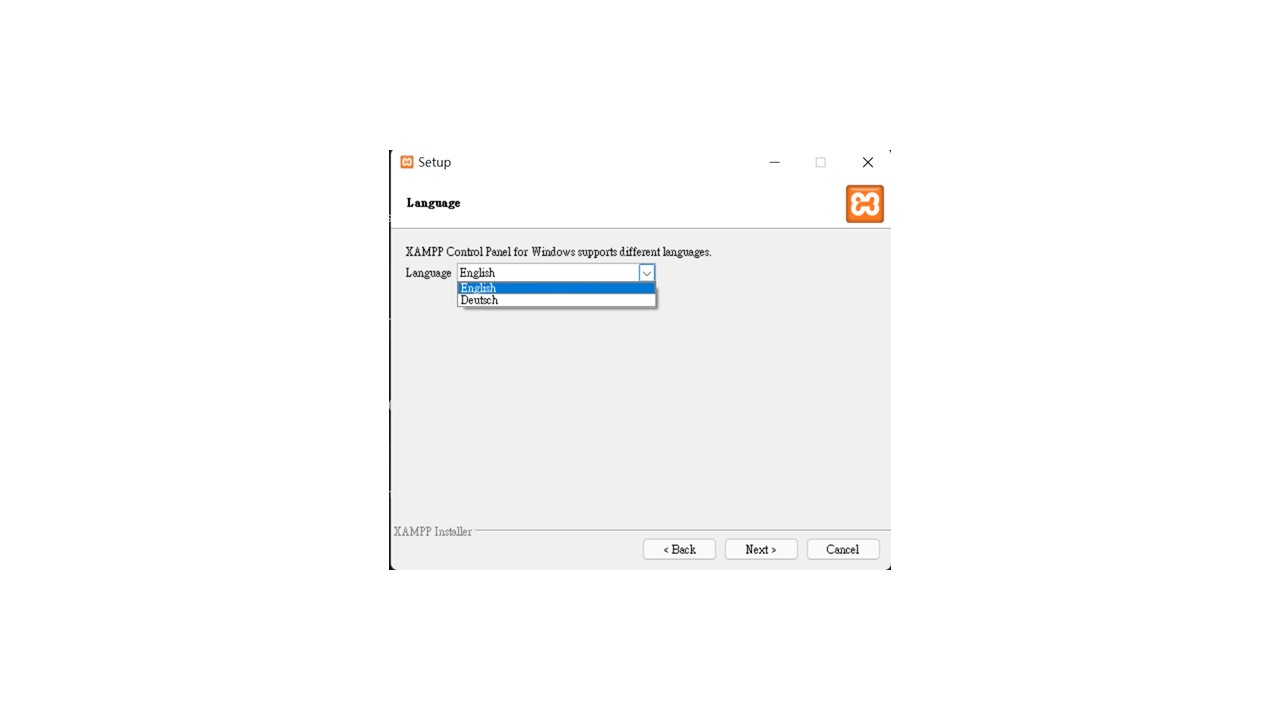 Setup
Language
XAMPP Control Panel for Windows supports different languages.
Language English
English
Deutsch
XAMPP Installer
< Back Next > Cancel